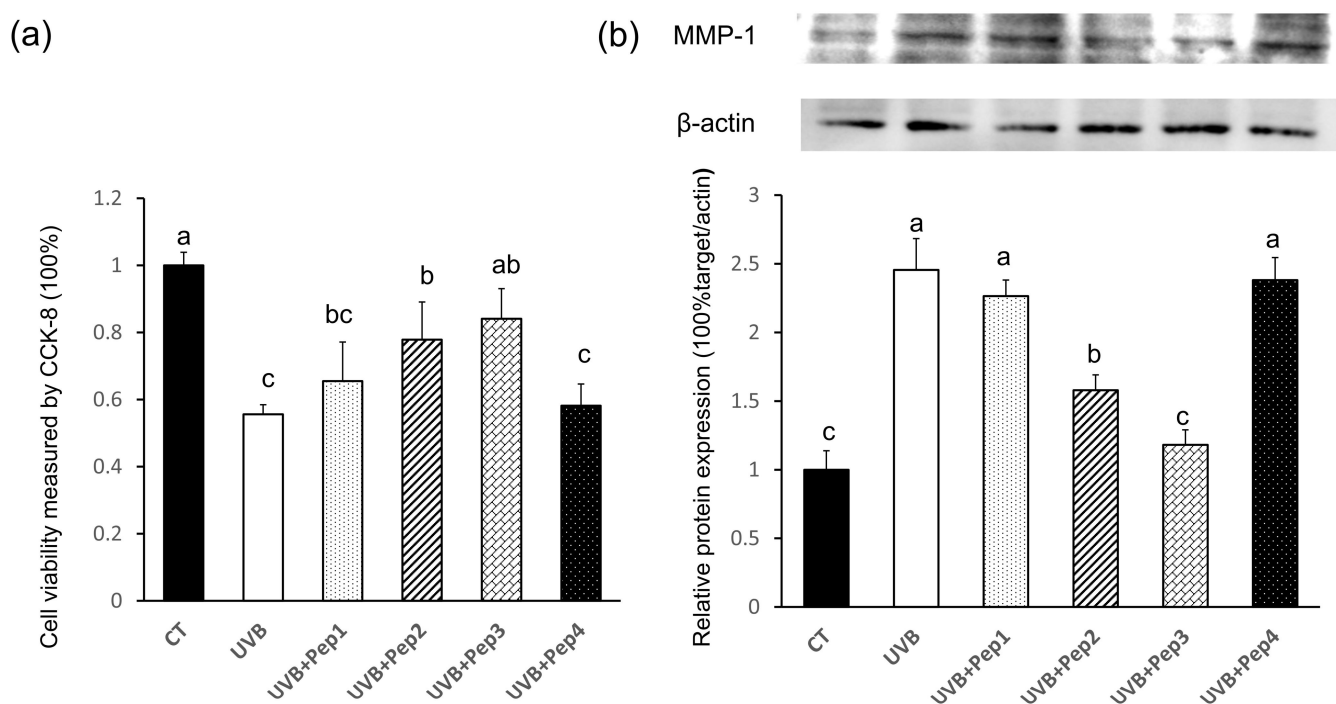 (a)
Cell viability measured by CCK-8 (100%)
1.2
1
0.8
0.6
0.4
0.2
0
a
c
bc
b
ab
c
CT
UVB
UVB+Pep1
UVB+Pep2
UVB+Pep3
UVB+Pep4
(b)
MMP-1
β-actin
Relative protein expression (100%target/actin)
3
2.5
2
1.5
1
0.5
0
c
a
a
b
c
a
CT
UVB
UVB+Pep1
UVB+Pep2
UVB+Pep3
UVB+Pep4